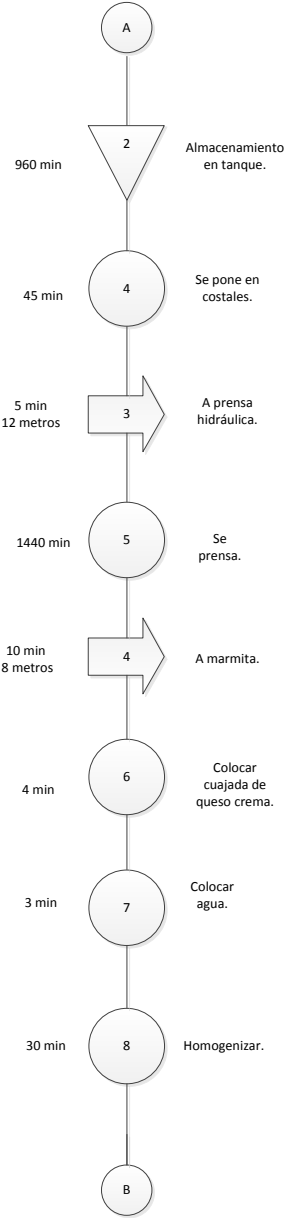 A
2
960 min
Almacenamiento
en tanque.
4
45 min
Se pone en
costales.
5 min
12 metros
3
A prensa
hidráulica.
1440 min
5
Se
prensa.
10 min
8 metros
4
A marmita.
4 min
6
Colocar
cuajada de
queso crema.
3 min
7
Colocar
agua.
30 min
8
Homogenizar.
B